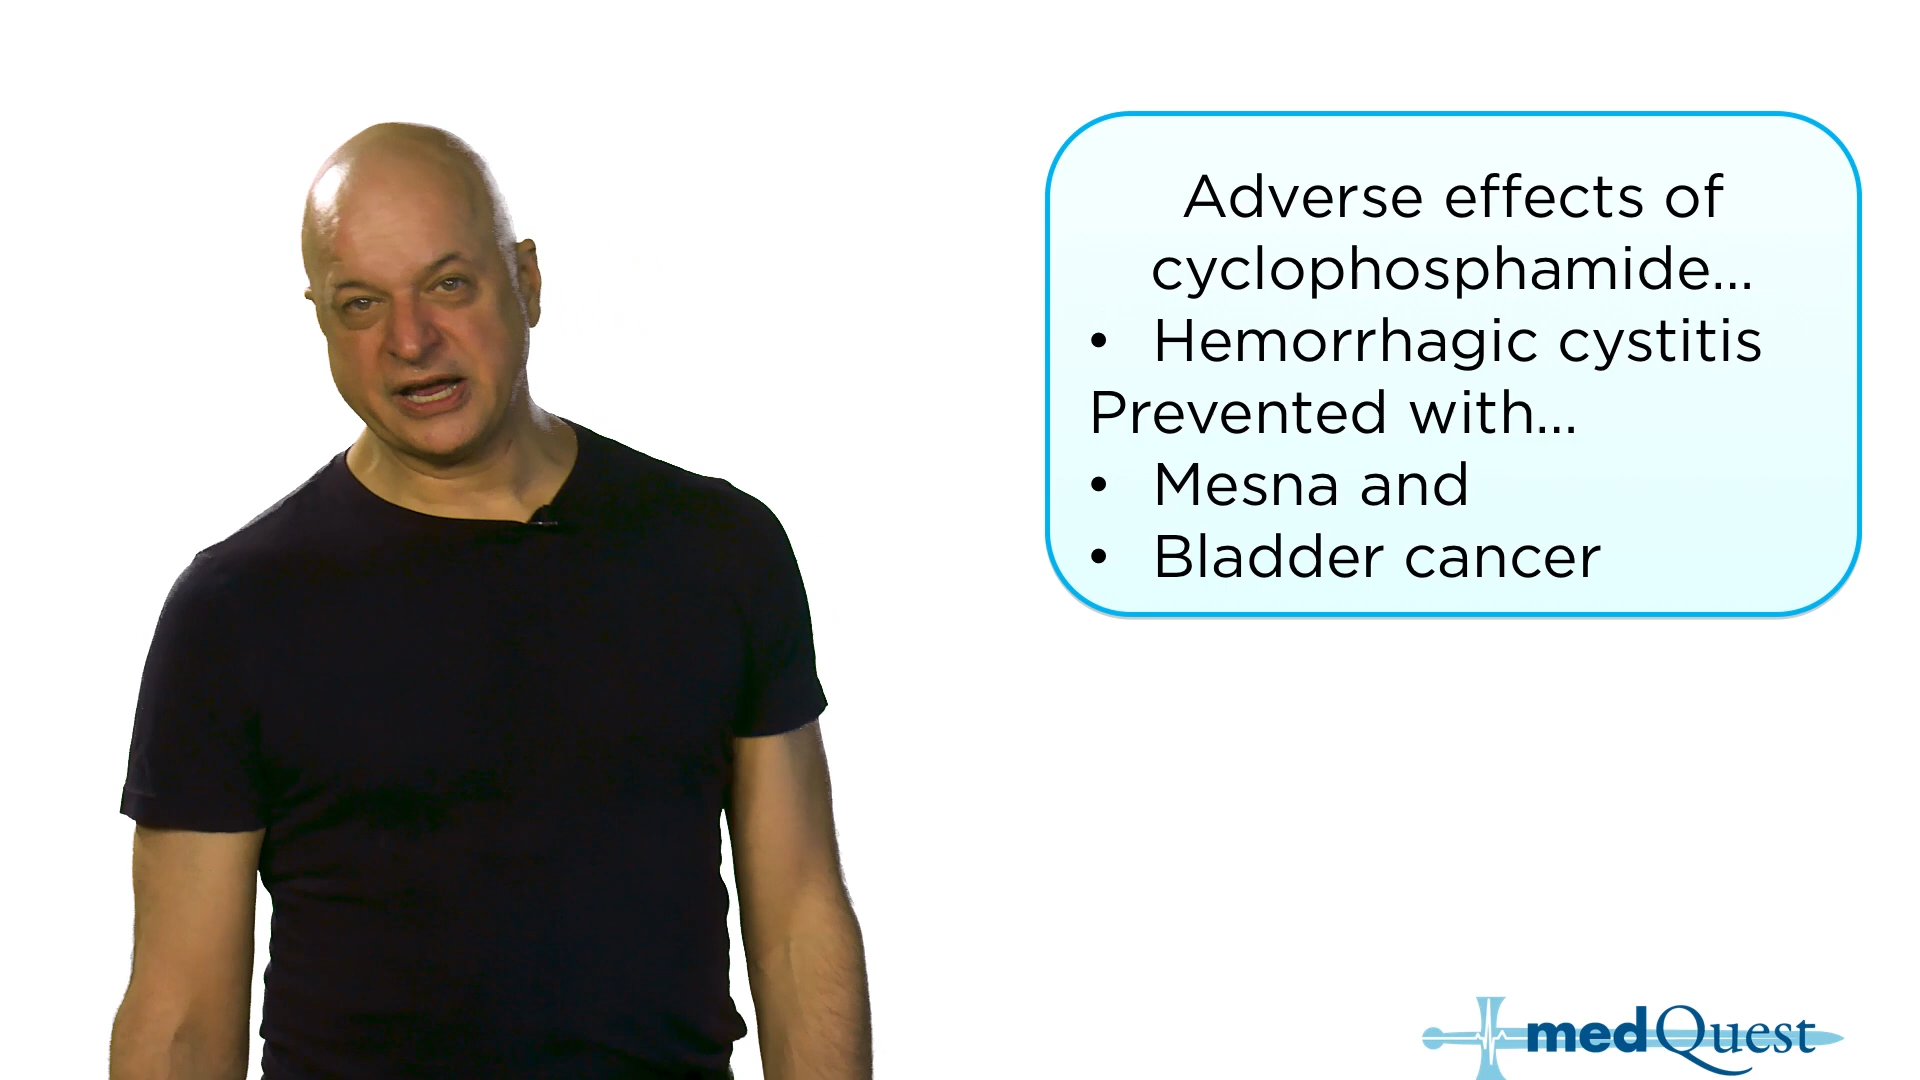 Adverse effects of
cyclophosphamide...
• Hemorrhagic cystitis
Prevented with...
• Mesna and
• Bladder cancer
medQuest